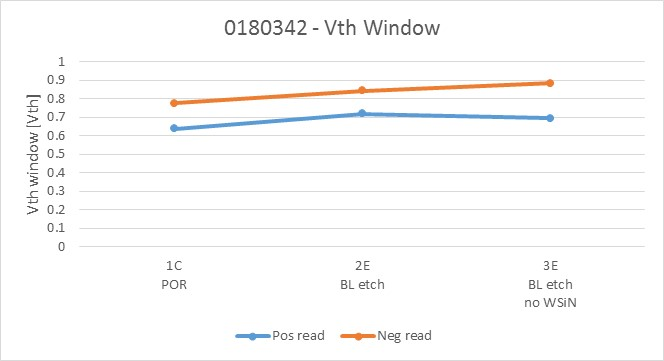 0180342 - Vth Window
Vth window [Vth]
1
0.9
0.8
0.7
0.6
0.5
0.4
0.3
0.2
0.1
0
1C
POR
2E
BL etch
3E
BL etch
no WSiN
Pos read
Neg read